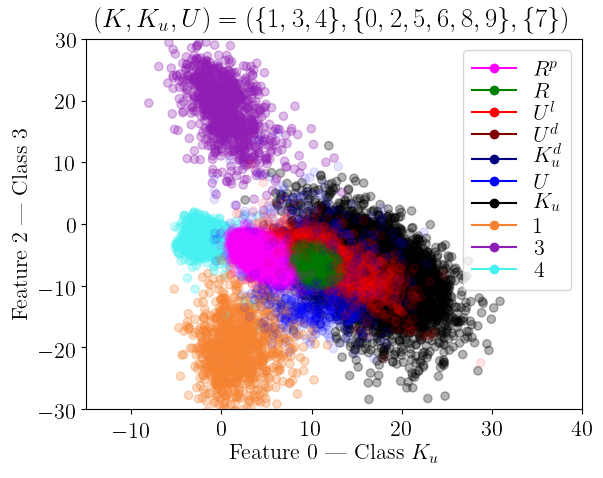 (K, K_u, U) = ({1, 3, 4}, {0, 2, 5, 6, 8, 9}, {7})
30
20
10
0
−10
−20
−30
Feature 2 — Class 3
R^p
R
U^l
U^d
K_u^d
U
K_u
1
3
4
−10
0
10
20
30
40
Feature 0 — Class K_u